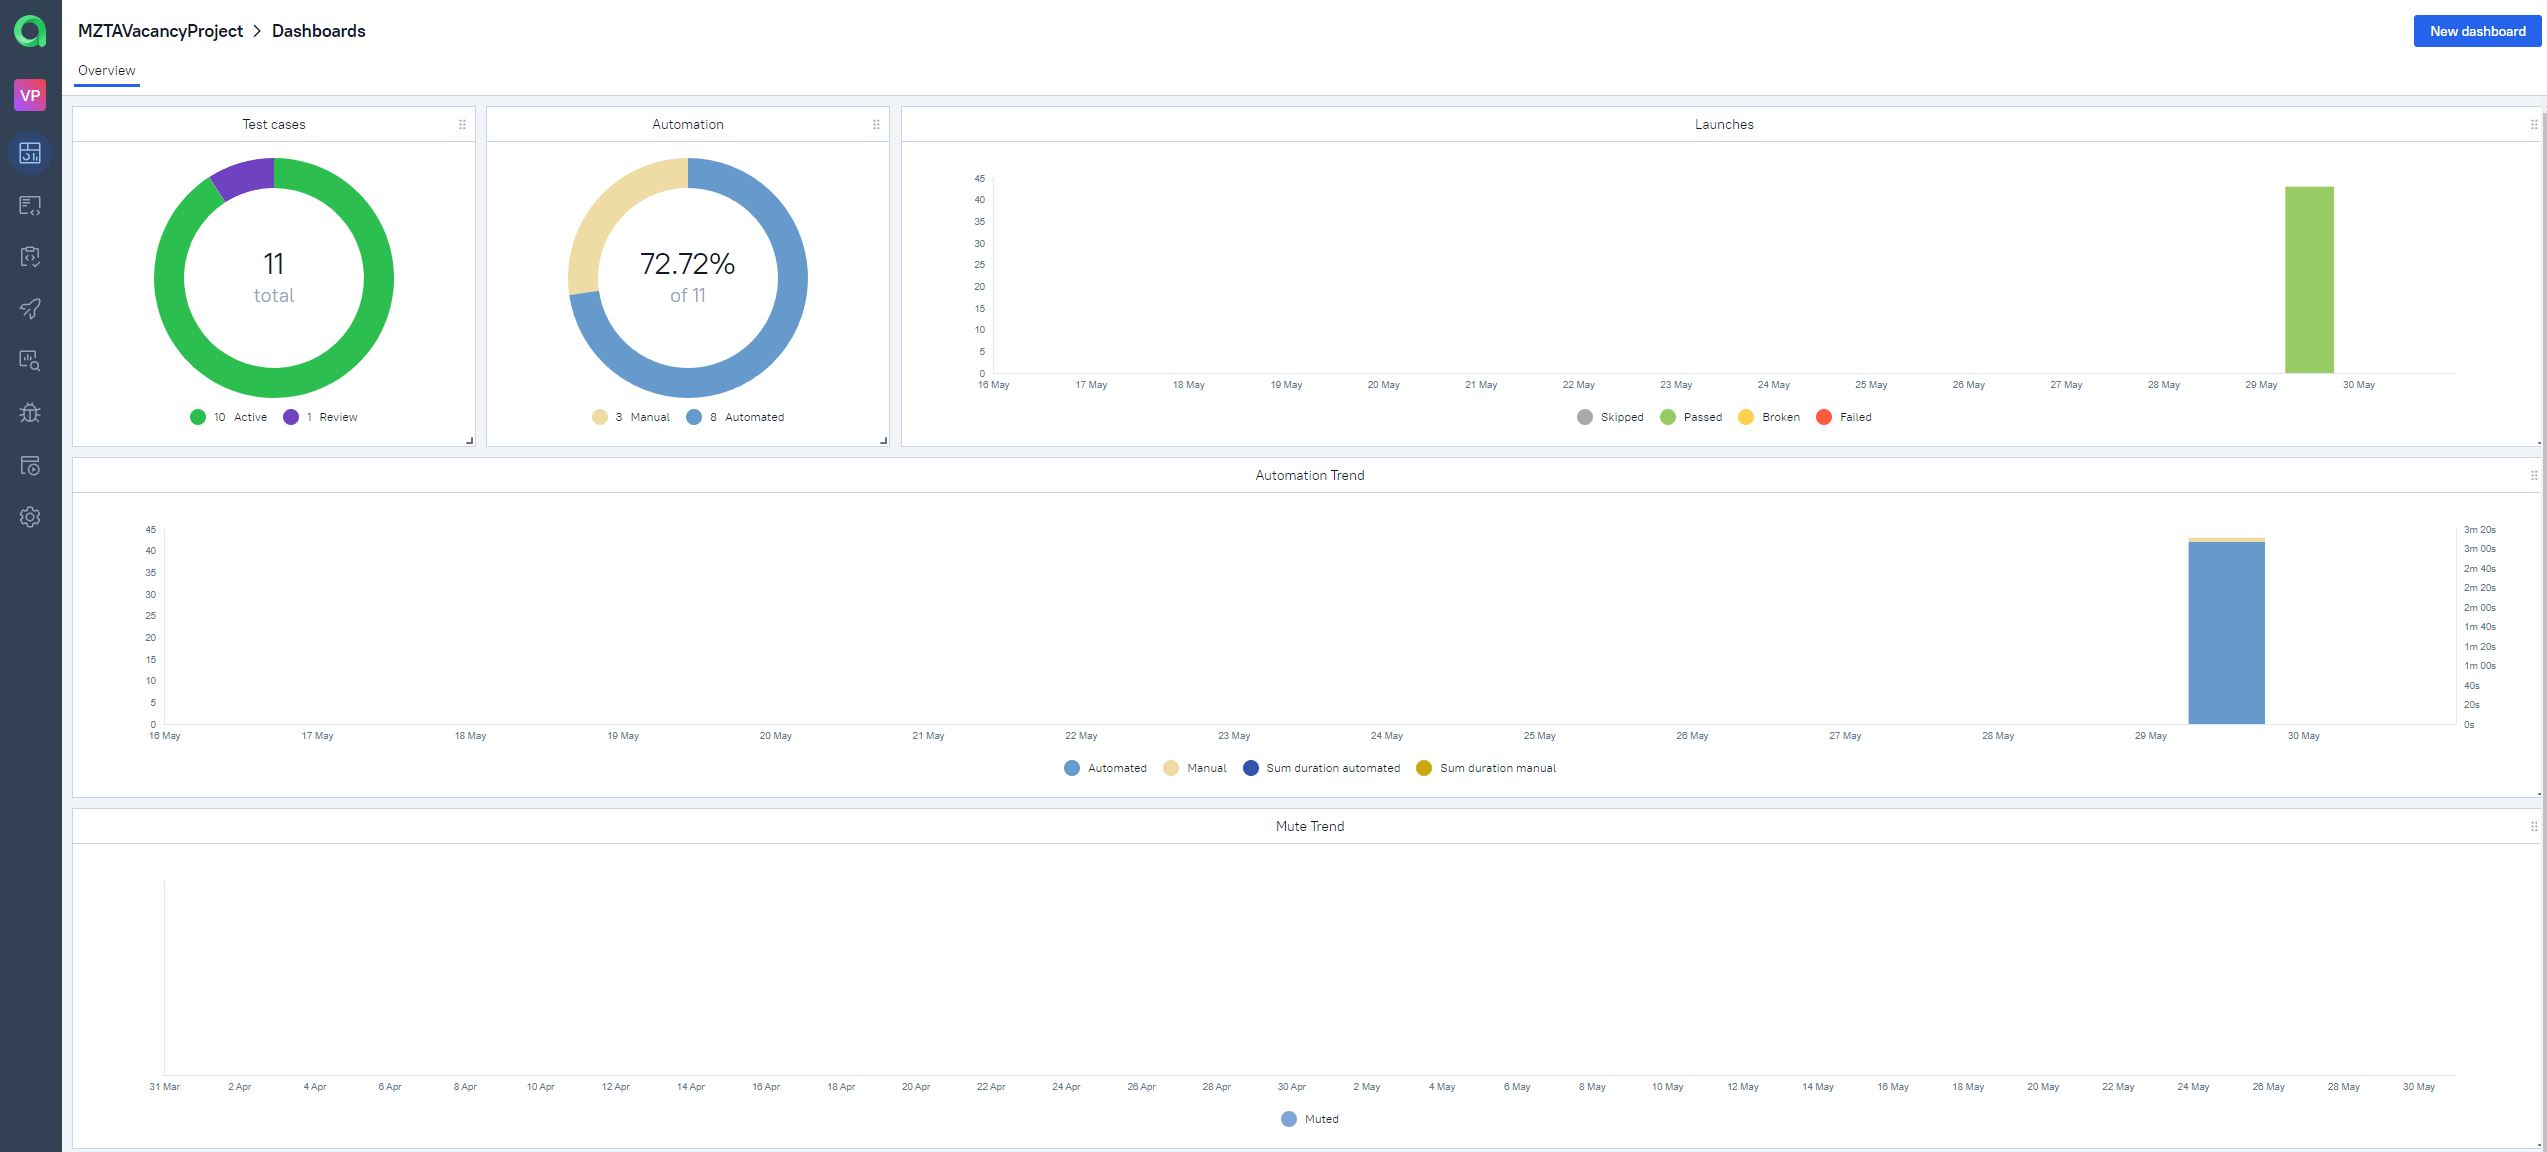 MZTAVacancyProject > Dashboards
New dashboard
Overview
VP
Test cases
11
total
10 Active 1 Review
Automation
72.72%
of 11
3 Manual 8 Automated
Launches
45
40
35
30
25
20
15
10
5
0
16 May 17 May 18 May 19 May 20 May 21 May 22 May 23 May 24 May 25 May 26 May 27 May 28 May 29 May 30 May
Skipped Passed Broken Failed
Automation Trend
45
40
35
30
25
20
15
10
5
0
3m 20s
3m 00s
2m 40s
2m 20s
2m 00s
1m 40s
1m 20s
1m 00s
40s
20s
0s
16 May 17 May 18 May 19 May 20 May 21 May 22 May 23 May 24 May 25 May 26 May 27 May 28 May 29 May 30 May
Automated Manual Sum duration automated Sum duration manual
Mute Trend
31 Mar 2 Apr 4 Apr 6 Apr 8 Apr 10 Apr 12 Apr 14 Apr 16 Apr 18 Apr 20 Apr 22 Apr 24 Apr 26 Apr 28 Apr 30 Apr 2 May 4 May 6 May 8 May 10 May 12 May 14 May 16 May 18 May 20 May 22 May 24 May 26 May 28 May 30 May
Muted